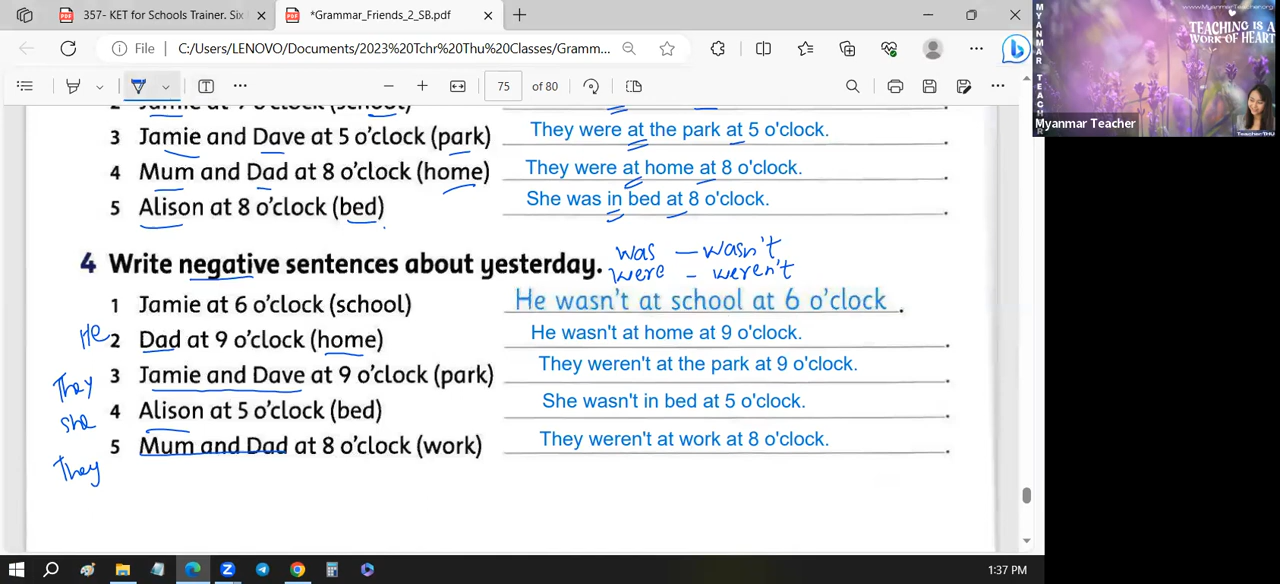 357- KET for Schools Trainer. Six
*Grammar_Friends_2_SB.pdf
File C:/Users/LENOVO/Documents/2023%20Tchr%20Thu%20Classes/Gramm...
75 of 80
MYANMAR TEACHER
www.MyanmarTeacher.org
TEACHING IS A
WORK OF HEART
Teacher THU
Myanmar Teacher
3 Jamie and Dave at 5 o'clock (park) They were at the park at 5 o'clock.
4 Mum and Dad at 8 o'clock (home) They were at home at 8 o'clock.
5 Alison at 8 o'clock (bed) She was in bed at 8 o'clock.
4 Write negative sentences about yesterday.
was – wasn't
were - weren't
1 Jamie at 6 o'clock (school) He wasn't at school at 6 o'clock.
He 2 Dad at 9 o'clock (home) He wasn't at home at 9 o'clock.
They 3 Jamie and Dave at 9 o'clock (park) They weren't at the park at 9 o'clock.
She 4 Alison at 5 o'clock (bed) She wasn't in bed at 5 o'clock.
They 5 Mum and Dad at 8 o'clock (work) They weren't at work at 8 o'clock.
1:37 PM